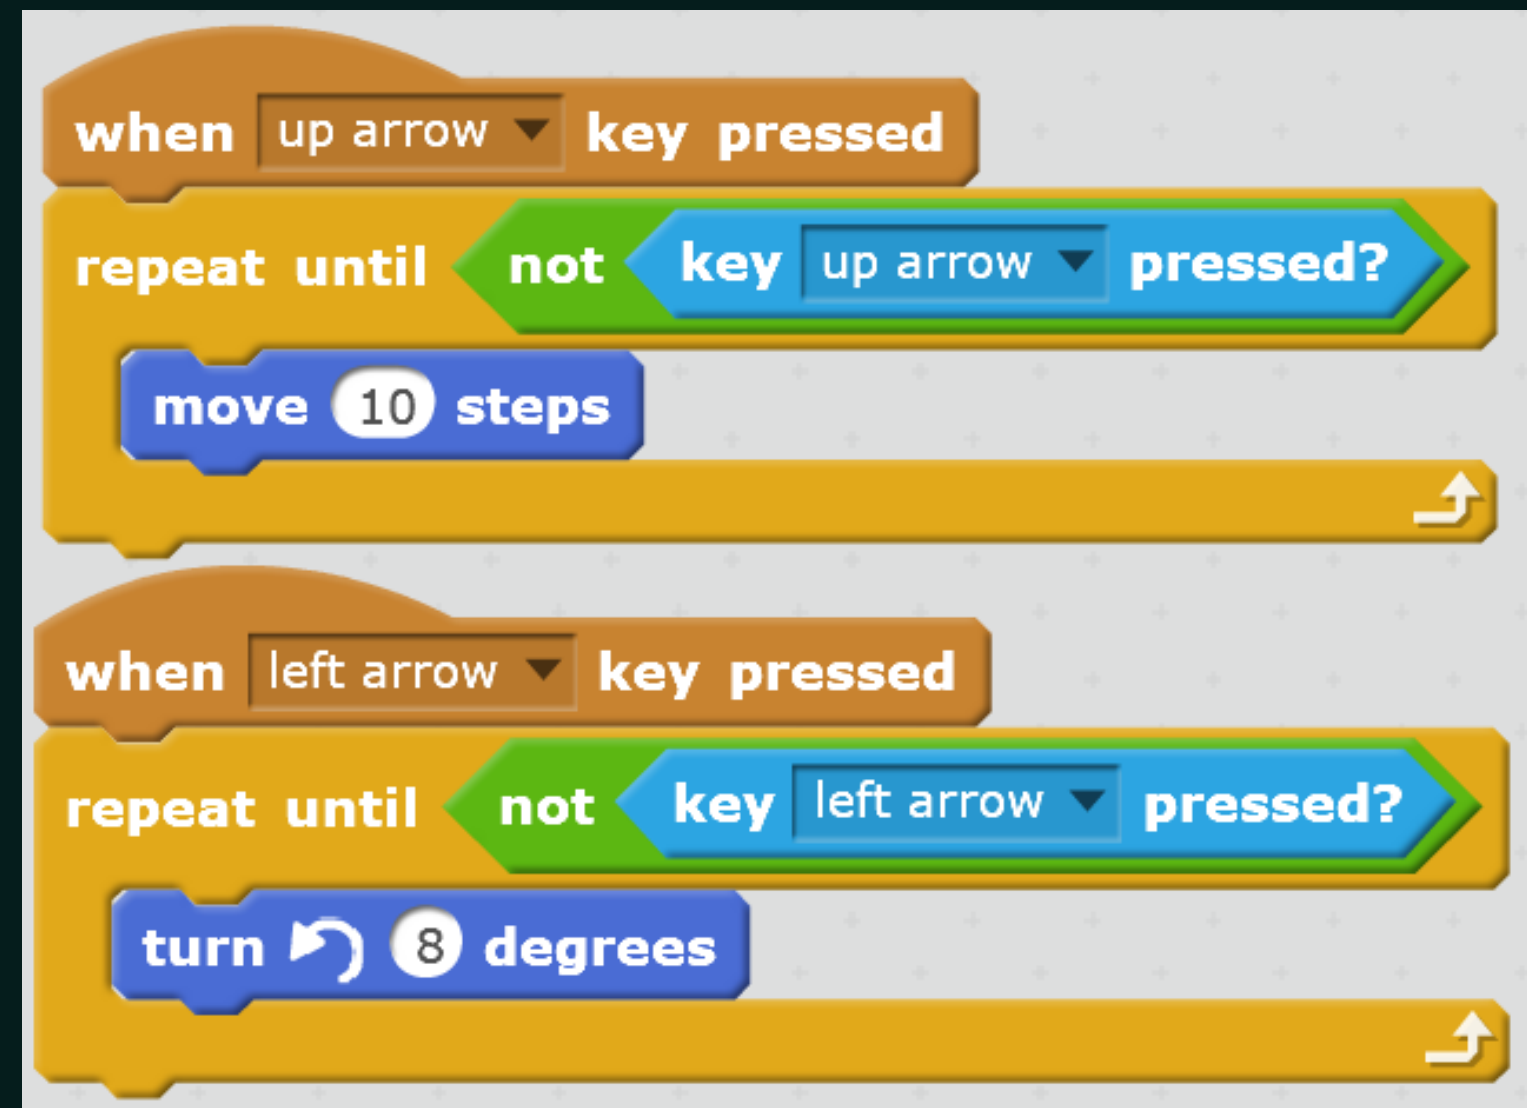 when up arrow key pressed
repeat until not key up arrow pressed?
move 10 steps
when left arrow key pressed
repeat until not key left arrow pressed?
turn 8 degrees